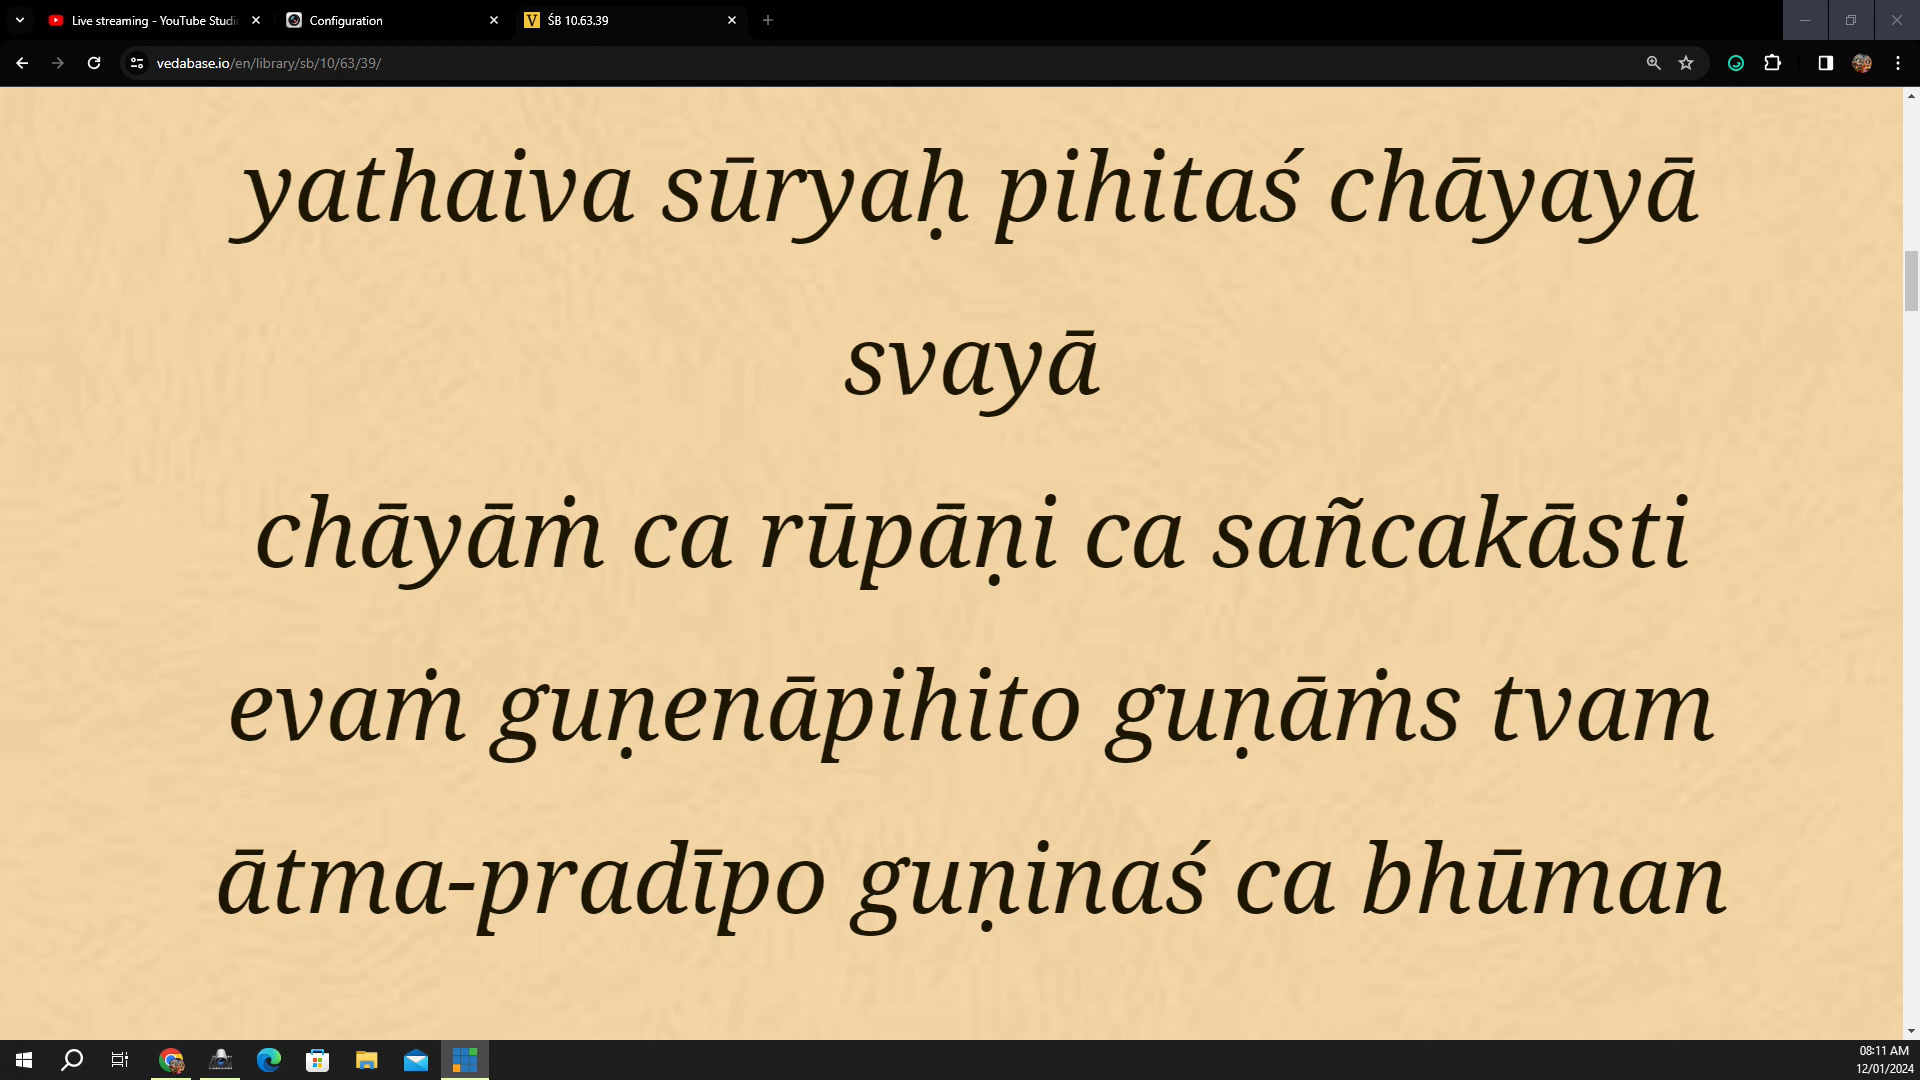 Live streaming - YouTube Studi
Configuration
ŚB 10.63.39
vedabase.io/en/library/sb/10/63/39/
yathaiva sūryaḥ pihitaś chāyayā
svayā
chāyāṁ ca rūpāṇi ca sañcakāsti
evaṁ guṇenāpihito guṇāṁs tvam
ātma-pradīpo guṇinaś ca bhūman
08:11 AM
12/01/2024